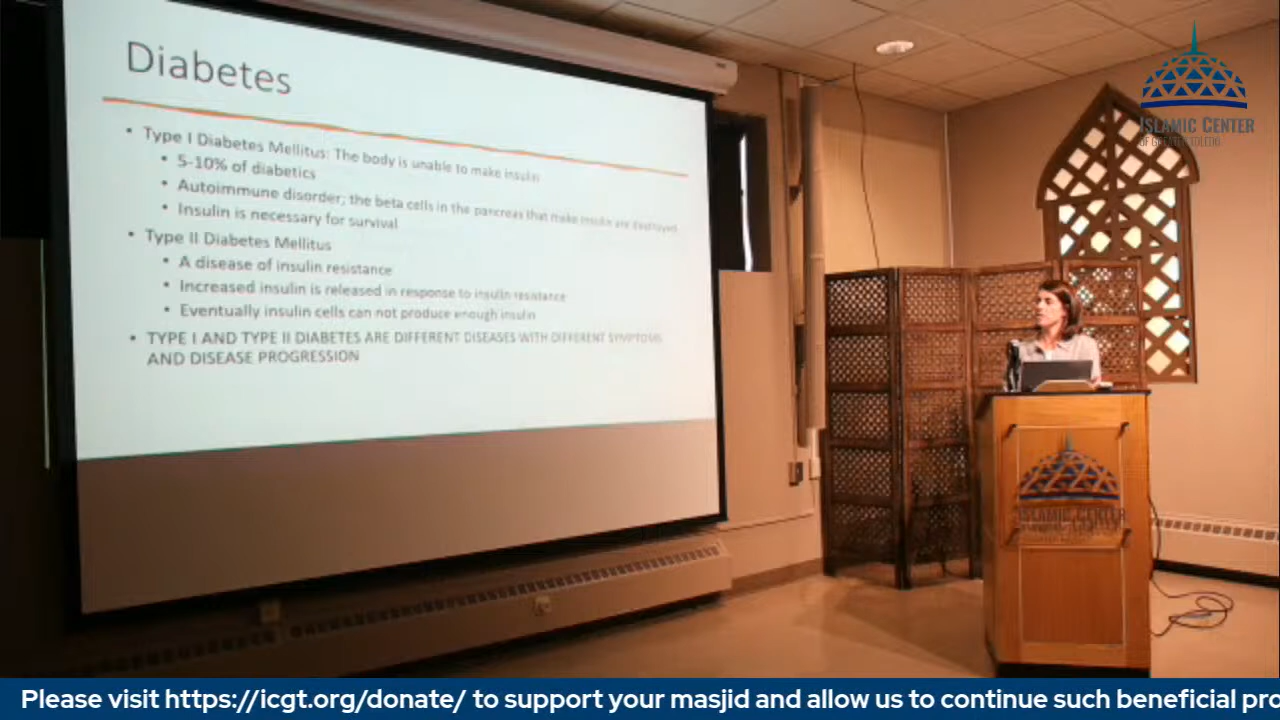 Diabetes
• Type I Diabetes Mellitus: The body is unable to make insulin
• 5-10% of diabetics
• Autoimmune disorder; the beta cells in the pancreas that make insulin are destroyed
• Insulin is necessary for survival
• Type II Diabetes Mellitus
• A disease of insulin resistance
• Increased insulin is released in response to insulin resistance
• Eventually insulin cells can not produce enough insulin
• TYPE I AND TYPE II DIABETES ARE DIFFERENT DISEASES WITH DIFFERENT SYMPTOMS
AND DISEASE PROGRESSION
ISLAMIC CENTER
OF GREATER TOLEDO
ISLAMIC CENTER
Please visit https://icgt.org/donate/ to support your masjid and allow us to continue such beneficial pro